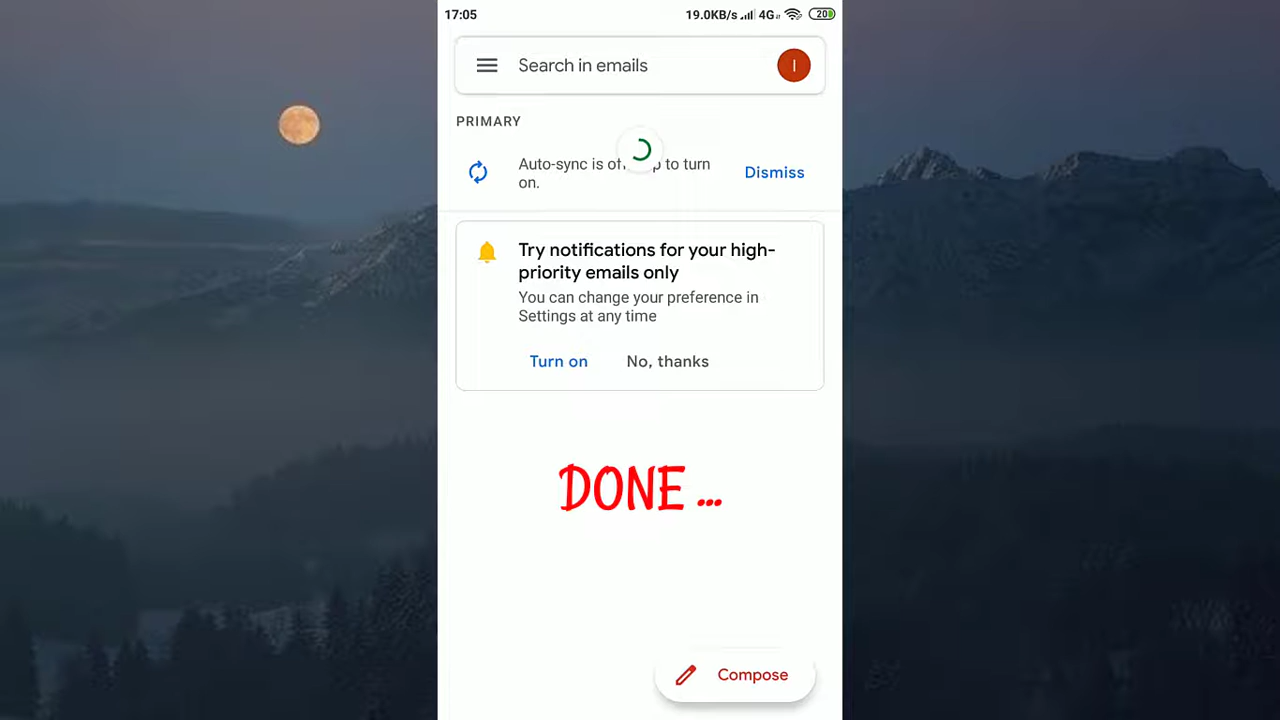 17:05
19.0KB/s 4G 20
Search in emails
I
PRIMARY
Auto-sync is of to turn
on.
Dismiss
Try notifications for your high-
priority emails only
You can change your preference in
Settings at any time
Turn on No, thanks
DONE ...
Compose